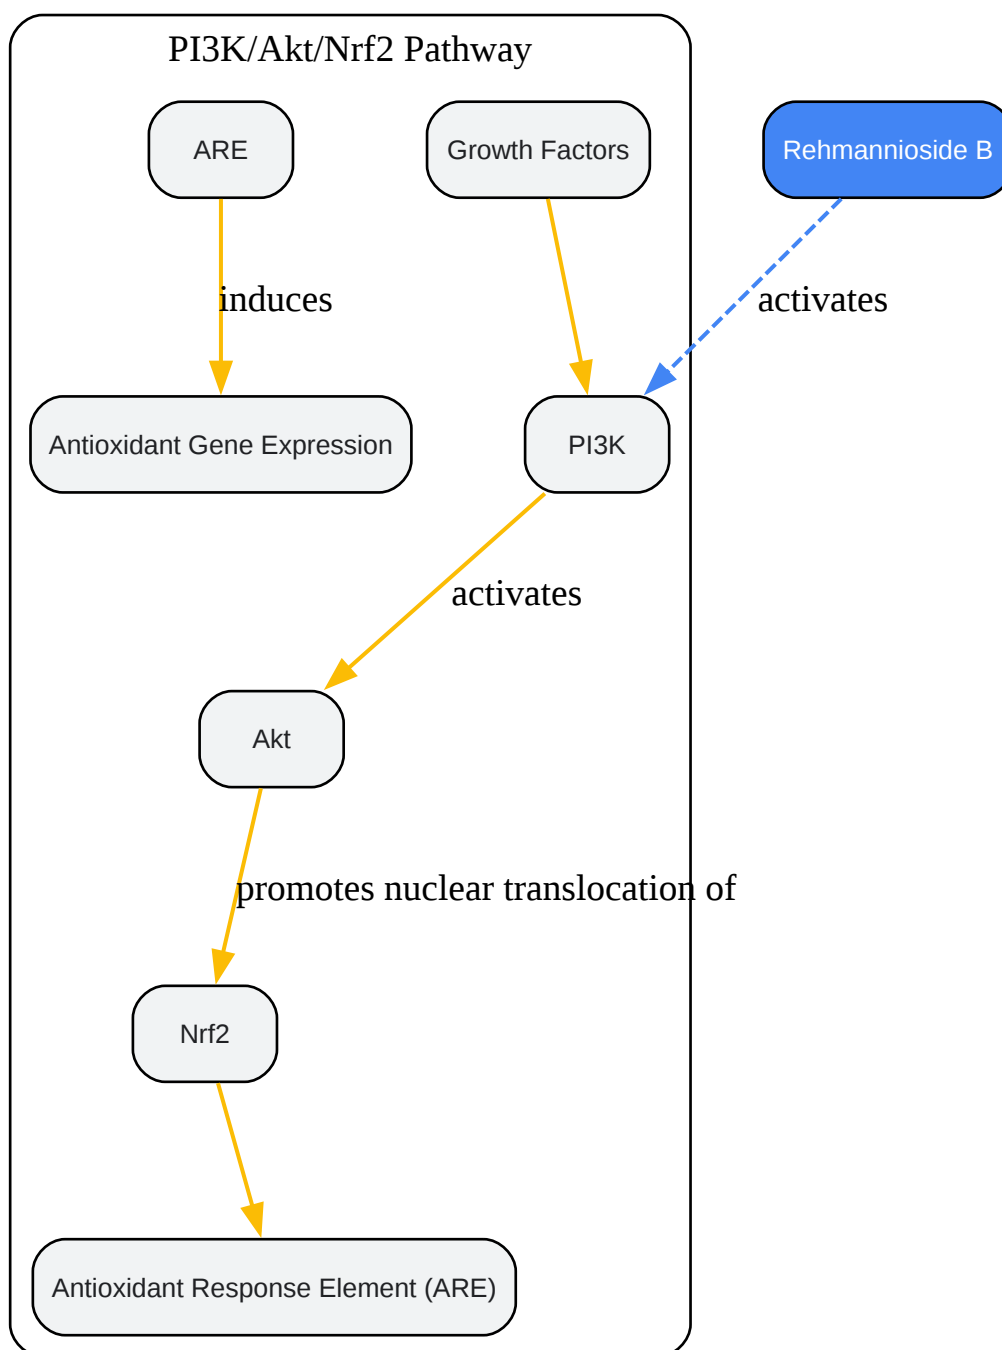 PI3K/Akt/Nrf2 Pathway
ARE
Growth Factors
Rehmannioside B
induces
activates
Antioxidant Gene Expression
PI3K
activates
Akt
promotes nuclear translocation of
Nrf2
Antioxidant Response Element (ARE)